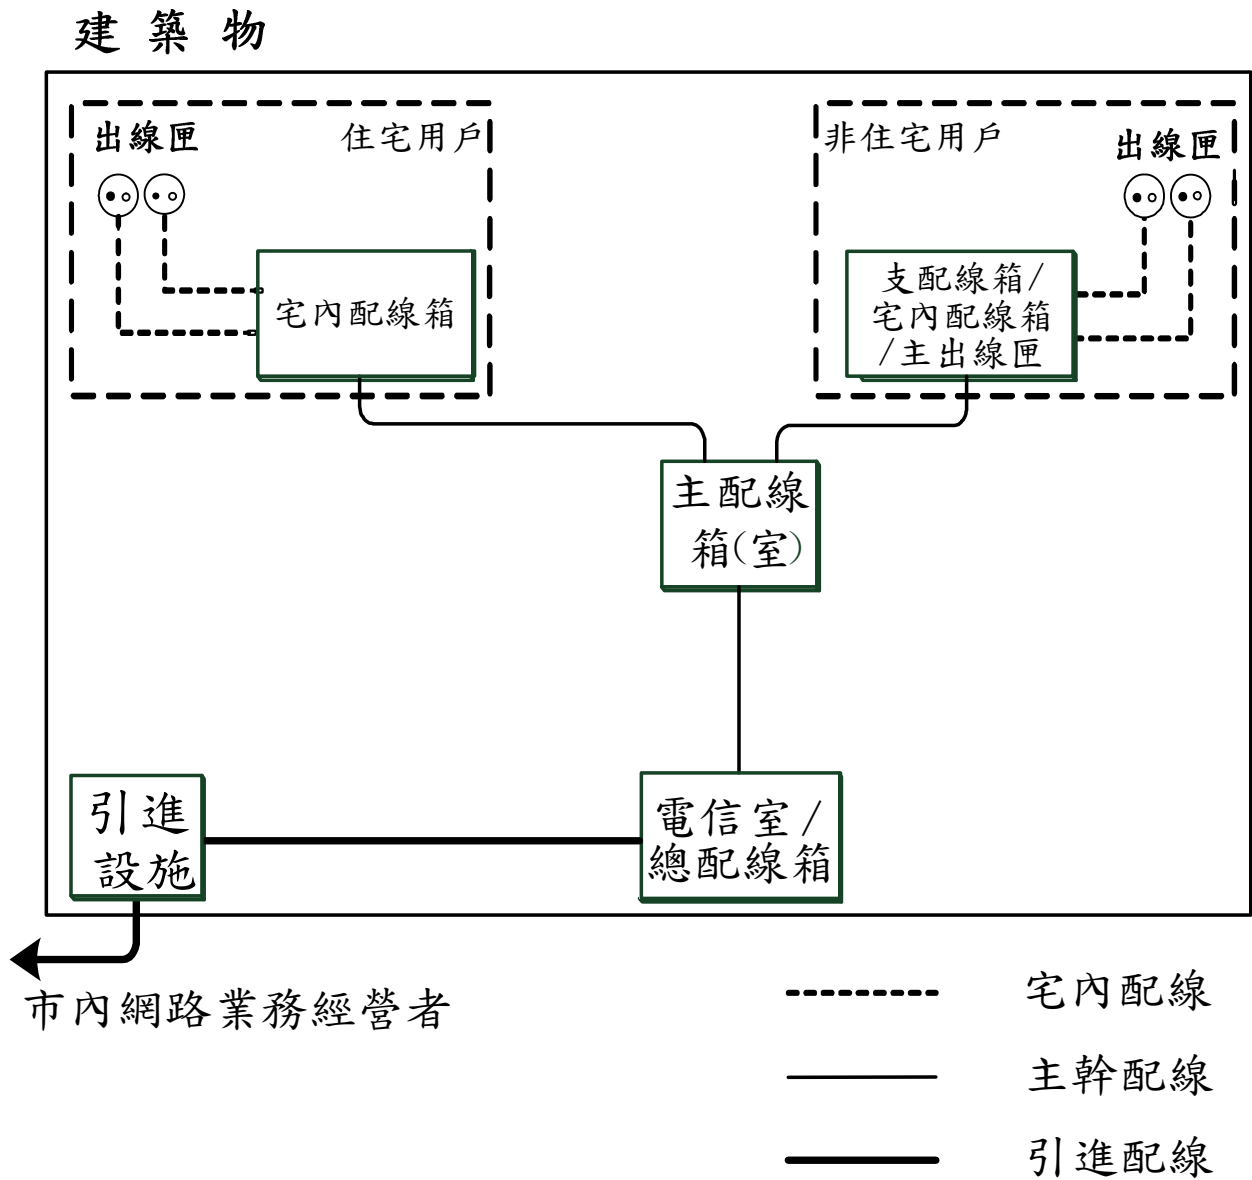 建築物
出線匣
住宅用戶
宅內配線箱
非住宅用戶
出線匣
支配線箱/
宅內配線箱
/主出線匣
主配線
箱(室)
引進
設施
電信室/
總配線箱
市內網路業務經營者
宅內配線
主幹配線
引進配線